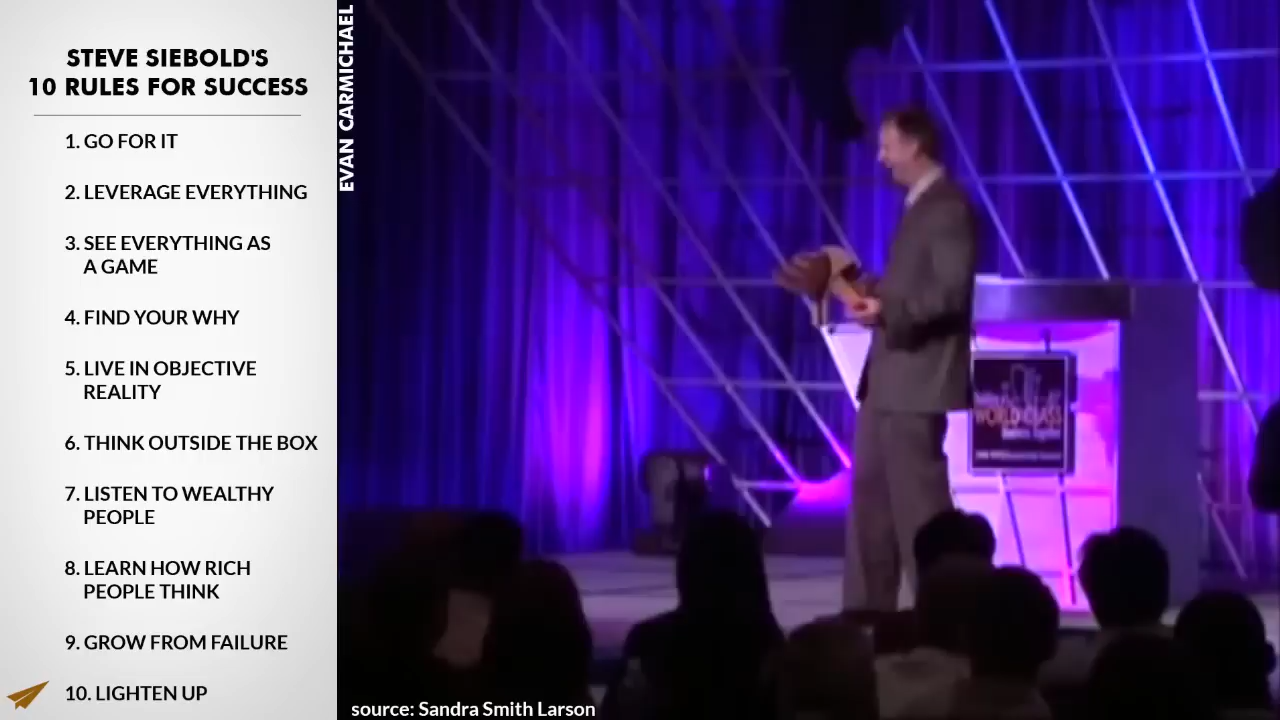 STEVE SIEBOLD'S
10 RULES FOR SUCCESS
1. GO FOR IT
2. LEVERAGE EVERYTHING
3. SEE EVERYTHING AS
A GAME
4. FIND YOUR WHY
5. LIVE IN OBJECTIVE
REALITY
6. THINK OUTSIDE THE BOX
7. LISTEN TO WEALTHY
PEOPLE
8. LEARN HOW RICH
PEOPLE THINK
9. GROW FROM FAILURE
10. LIGHTEN UP
EVAN CARMICHAEL
WORLD CLASS
source: Sandra Smith Larson